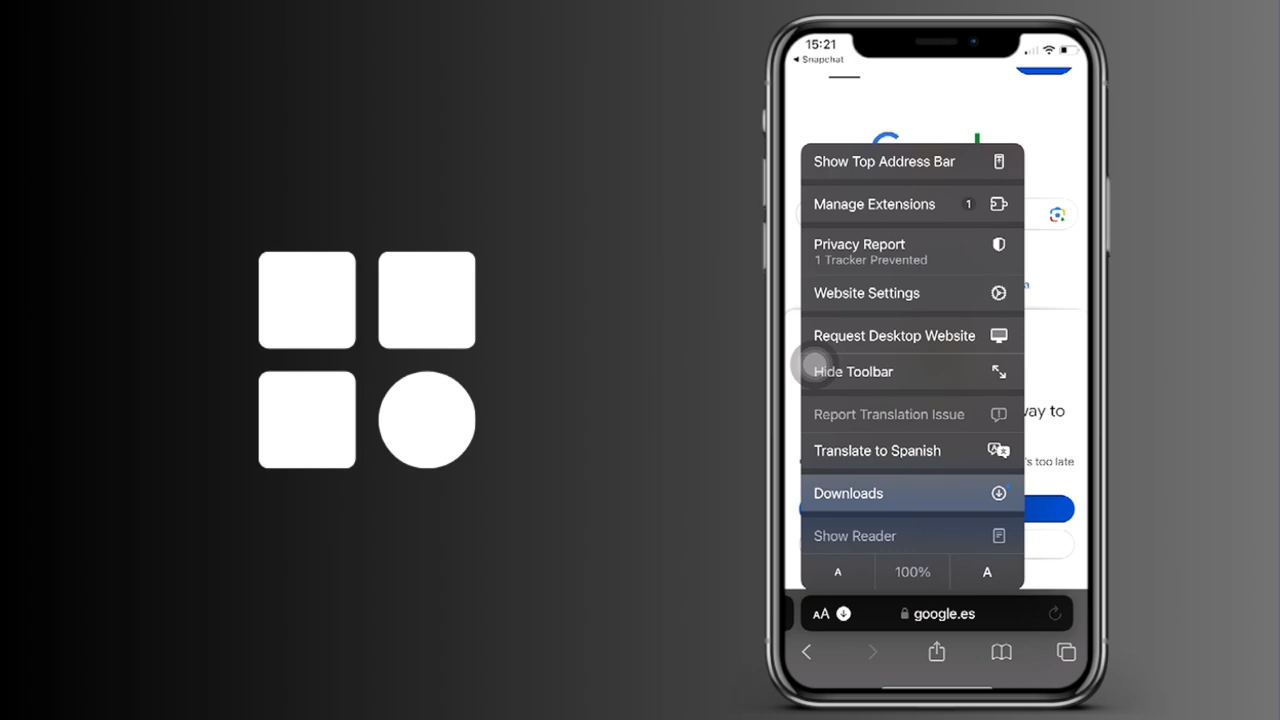 15:21
◀ Snapchat
Show Top Address Bar
Manage Extensions 1
Privacy Report
1 Tracker Prevented
Website Settings
Request Desktop Website
Hide Toolbar
Report Translation Issue
way to
Translate to Spanish
's too late
Downloads
Show Reader
A 100% A
AA google.es